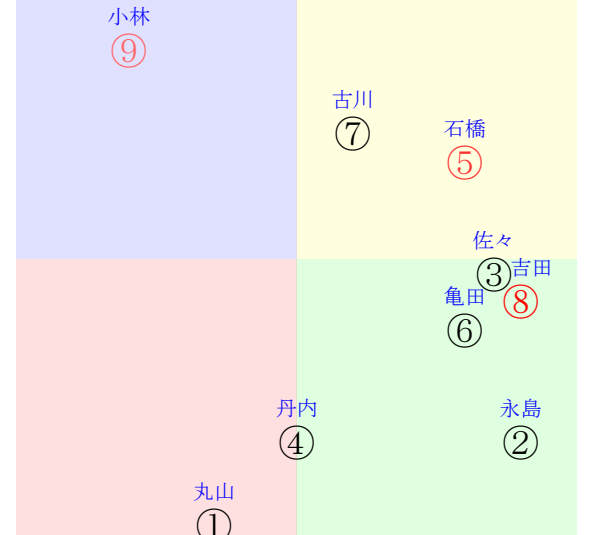 小林
⑨
古川
⑦
石橋
⑤
佐々
③
吉田
⑧
亀田
⑥
丹内
④
永島
②
丸山
①